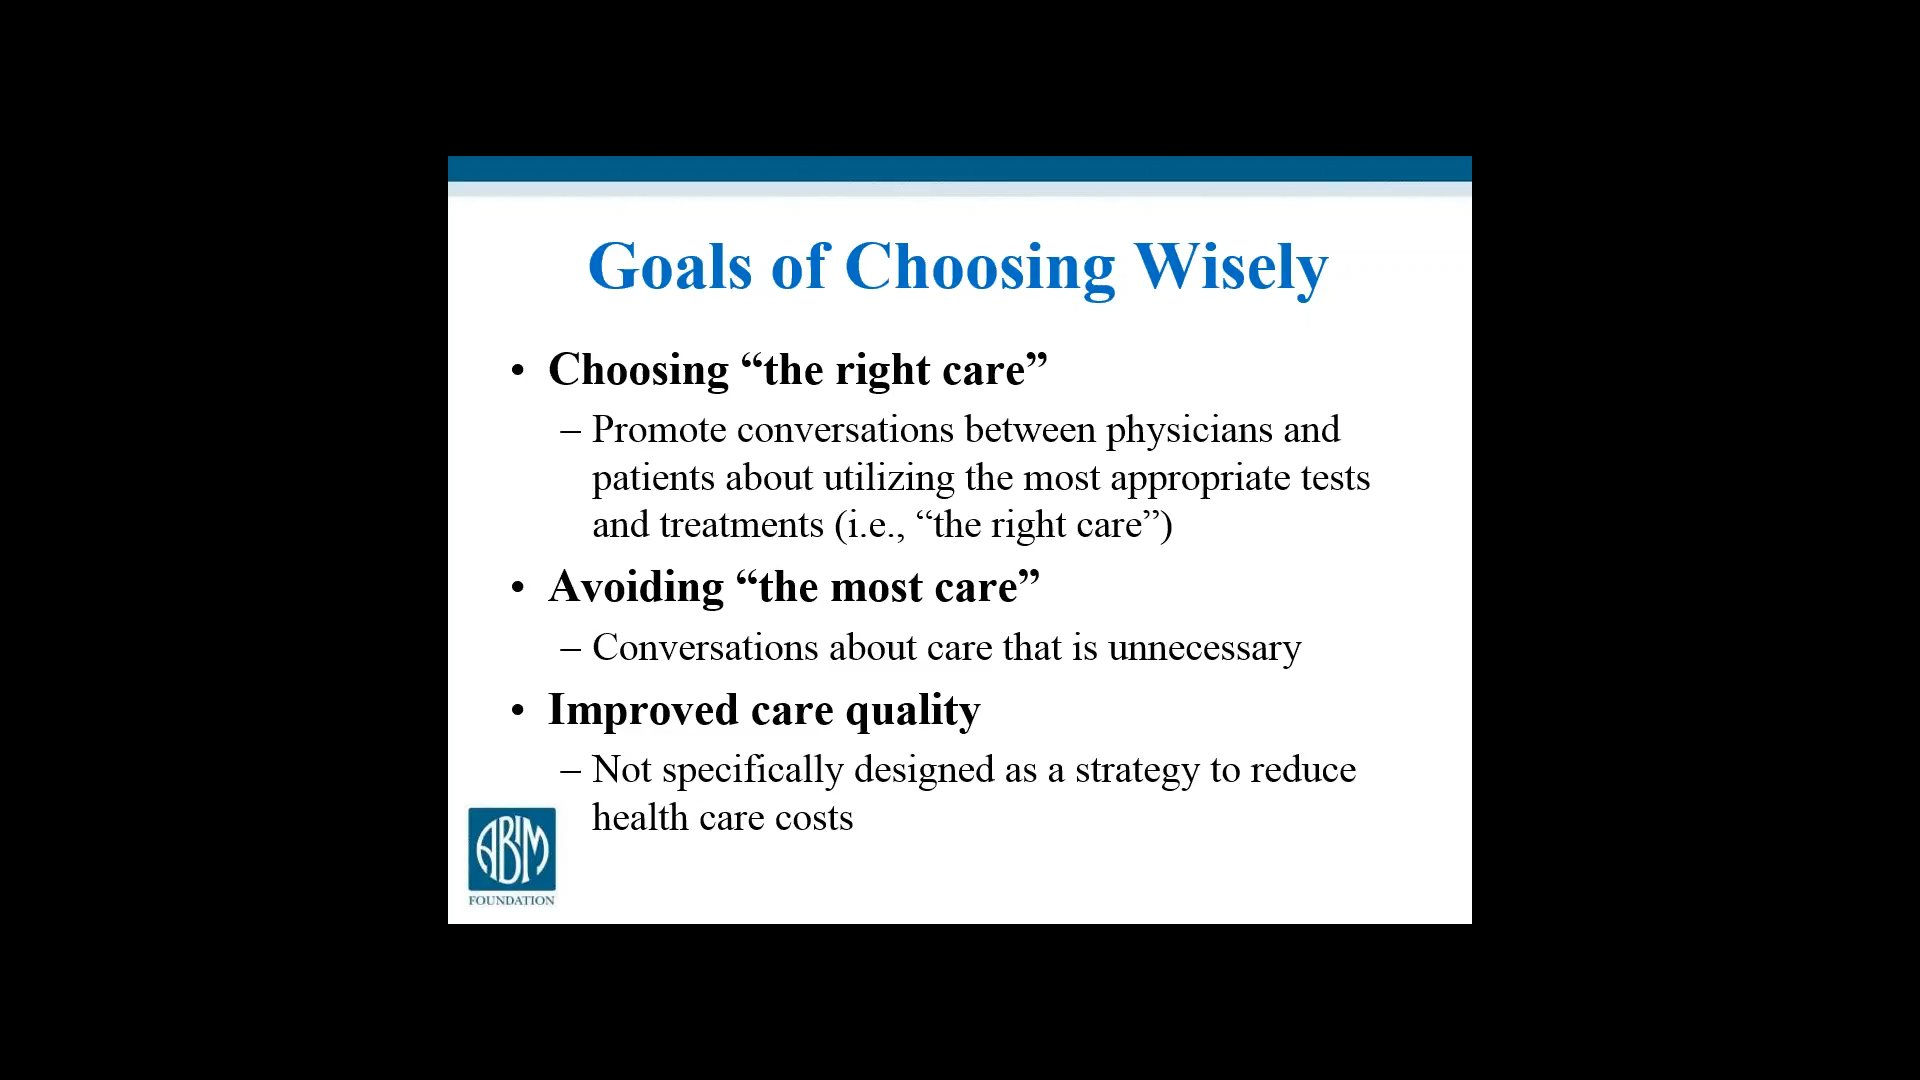 Goals of Choosing Wisely
• Choosing “the right care”
– Promote conversations between physicians and
patients about utilizing the most appropriate tests
and treatments (i.e., “the right care”)
• Avoiding “the most care”
– Conversations about care that is unnecessary
• Improved care quality
– Not specifically designed as a strategy to reduce
health care costs
ABIM
FOUNDATION